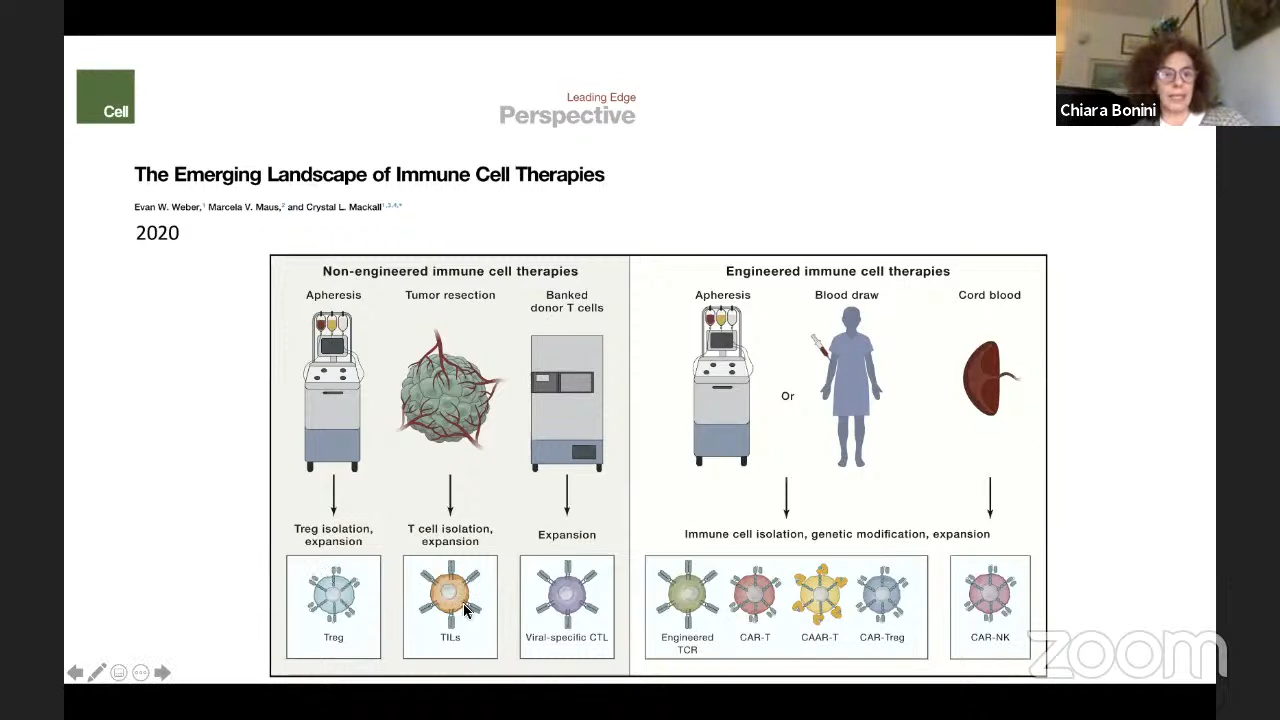 Chiara Bonini
Cell
Leading Edge
Perspective
The Emerging Landscape of Immune Cell Therapies
Evan W. Weber,1 Marcela V. Maus,2 and Crystal L. Mackall1,3,4,*
2020
Non-engineered immune cell therapies
Apheresis
Tumor resection
Banked
donor T cells
Treg isolation,
expansion
T cell isolation,
expansion
Expansion
Treg
TILs
Viral-specific CTL
Engineered immune cell therapies
Apheresis
Blood draw
Cord blood
Or
Immune cell isolation, genetic modification, expansion
Engineered
TCR
CAR-T
CAAR-T
CAR-Treg
CAR-NK
zoom